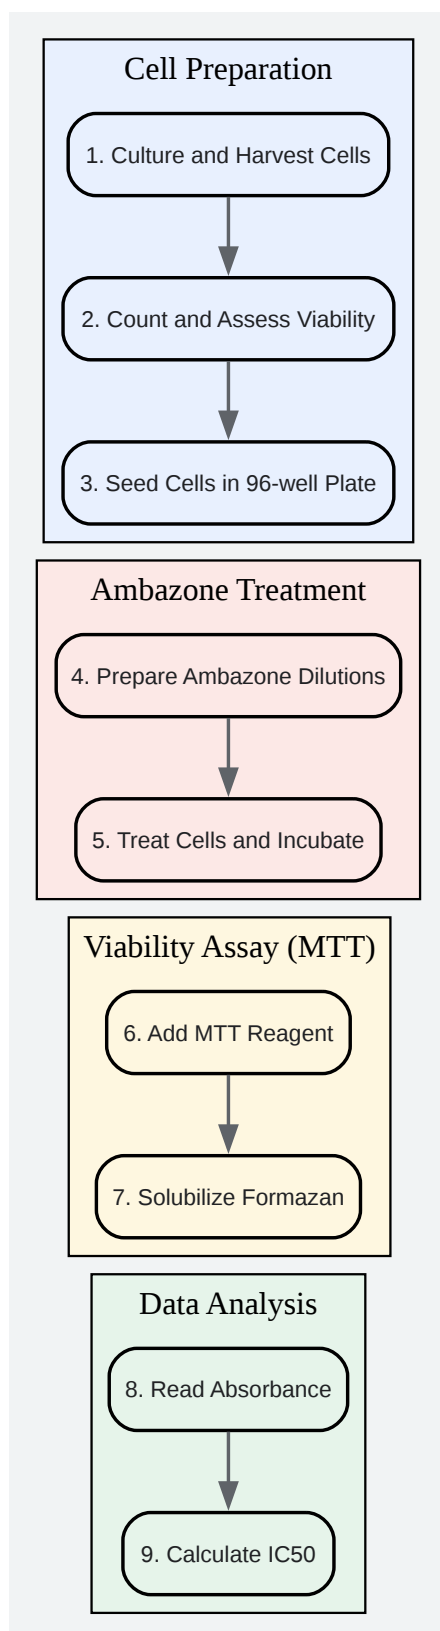 Cell Preparation
1. Culture and Harvest Cells
2. Count and Assess Viability
3. Seed Cells in 96-well Plate
Ambazone Treatment
4. Prepare Ambazone Dilutions
5. Treat Cells and Incubate
Viability Assay (MTT)
6. Add MTT Reagent
7. Solubilize Formazan
Data Analysis
8. Read Absorbance
9. Calculate IC50